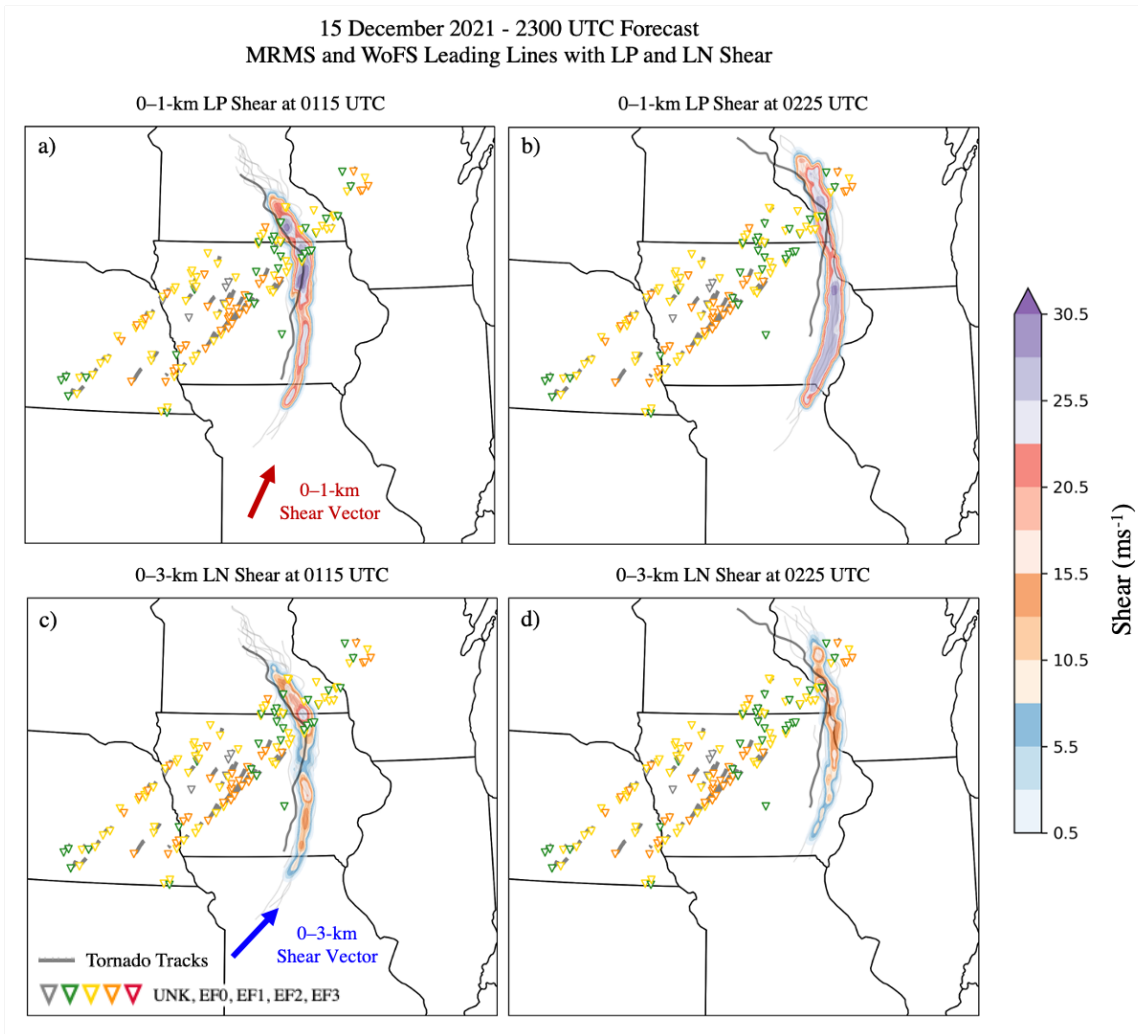 15 December 2021 - 2300 UTC Forecast
MRMS and WoFS Leading Lines with LP and LN Shear
0–1-km LP Shear at 0115 UTC
0–1-km LP Shear at 0225 UTC
a)
b)
0–1-km
Shear Vector
0–3-km LN Shear at 0115 UTC
0–3-km LN Shear at 0225 UTC
c)
d)
0–3-km
Shear Vector
Tornado Tracks
UNK, EF0, EF1, EF2, EF3
30.5
25.5
20.5
15.5
10.5
5.5
0.5
Shear (ms⁻¹)